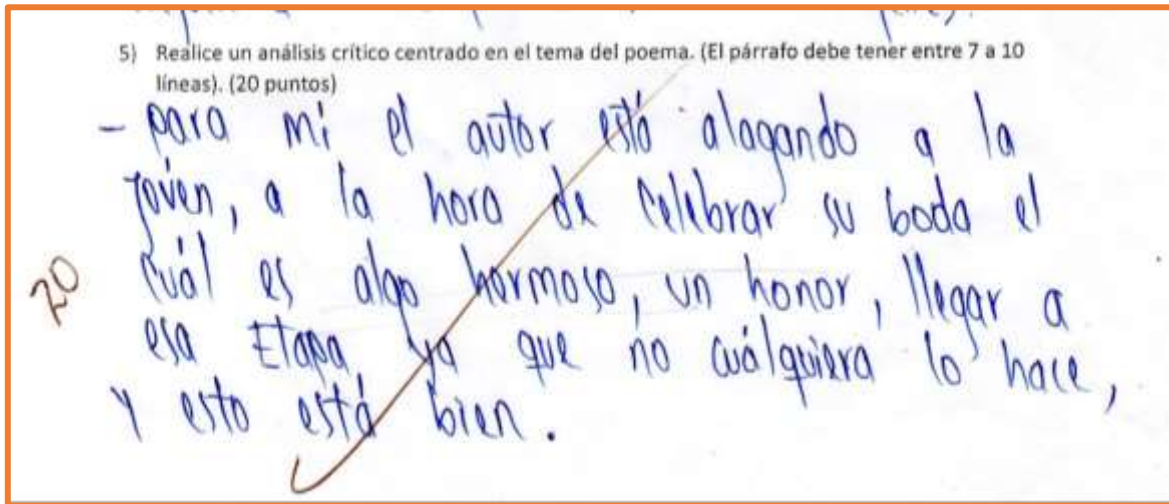 5) Realice un análisis crítico centrado en el tema del poema. (El párrafo debe tener entre 7 a 10
líneas). (20 puntos)
- para mi el autor está alagando a la
joven, a la hora de celebrar su boda el
cuál es algo hermoso, un honor, llegar a
esa Etapa ya que no cuálquiera lo hace,
Y esto está bien.
20